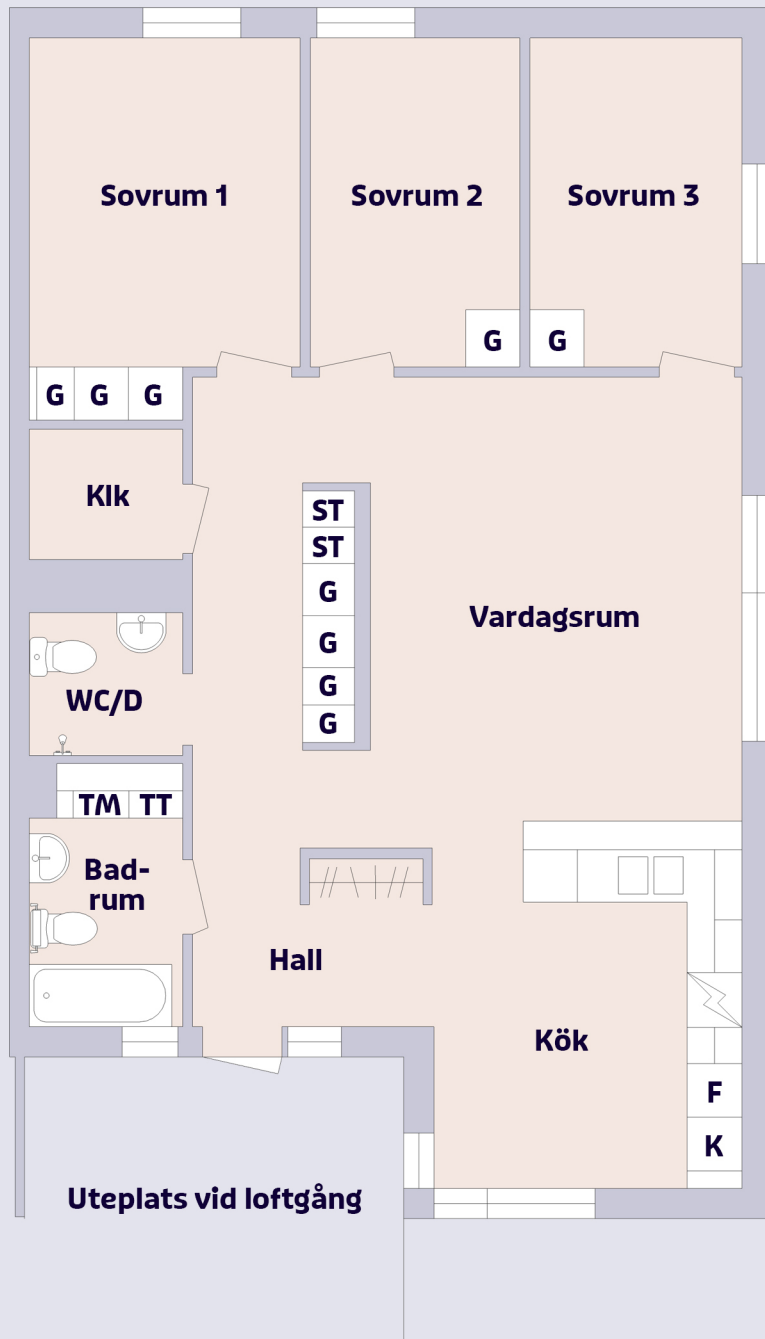 Sovrum 1
Sovrum 2
Sovrum 3
G
G
G G G
Klk
ST
ST
G
G
G
G
Vardagsrum
WC/D
TM TT
Bad-
rum
Hall
Kök
F
K
Uteplats vid loftgång